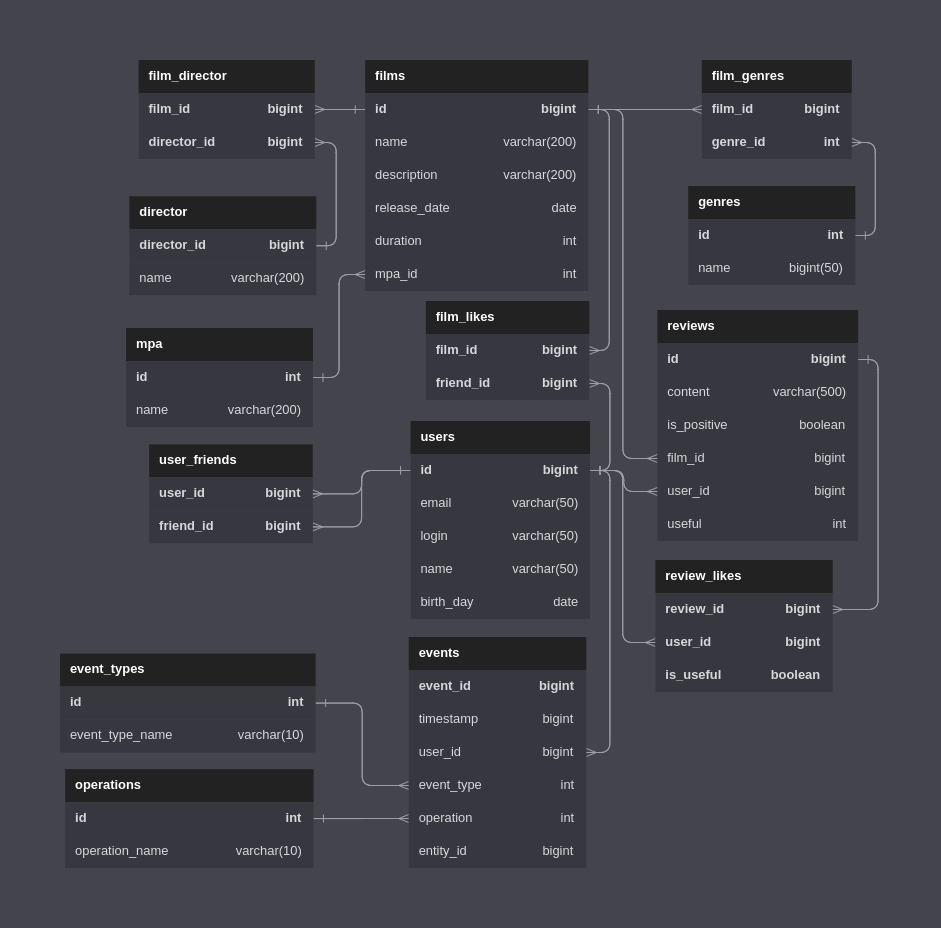 film_director
film_id bigint
director_id bigint
films
id bigint
name varchar(200)
description varchar(200)
release_date date
duration int
mpa_id int
film_genres
film_id bigint
genre_id int
director
director_id bigint
name varchar(200)
genres
id int
name bigint(50)
mpa
id int
name varchar(200)
film_likes
film_id bigint
friend_id bigint
reviews
id bigint
content varchar(500)
is_positive boolean
film_id bigint
user_id bigint
useful int
user_friends
user_id bigint
friend_id bigint
users
id bigint
email varchar(50)
login varchar(50)
name varchar(50)
birth_day date
review_likes
review_id bigint
user_id bigint
is_useful boolean
event_types
id int
event_type_name varchar(10)
events
event_id bigint
timestamp bigint
user_id bigint
event_type int
operation int
entity_id bigint
operations
id int
operation_name varchar(10)